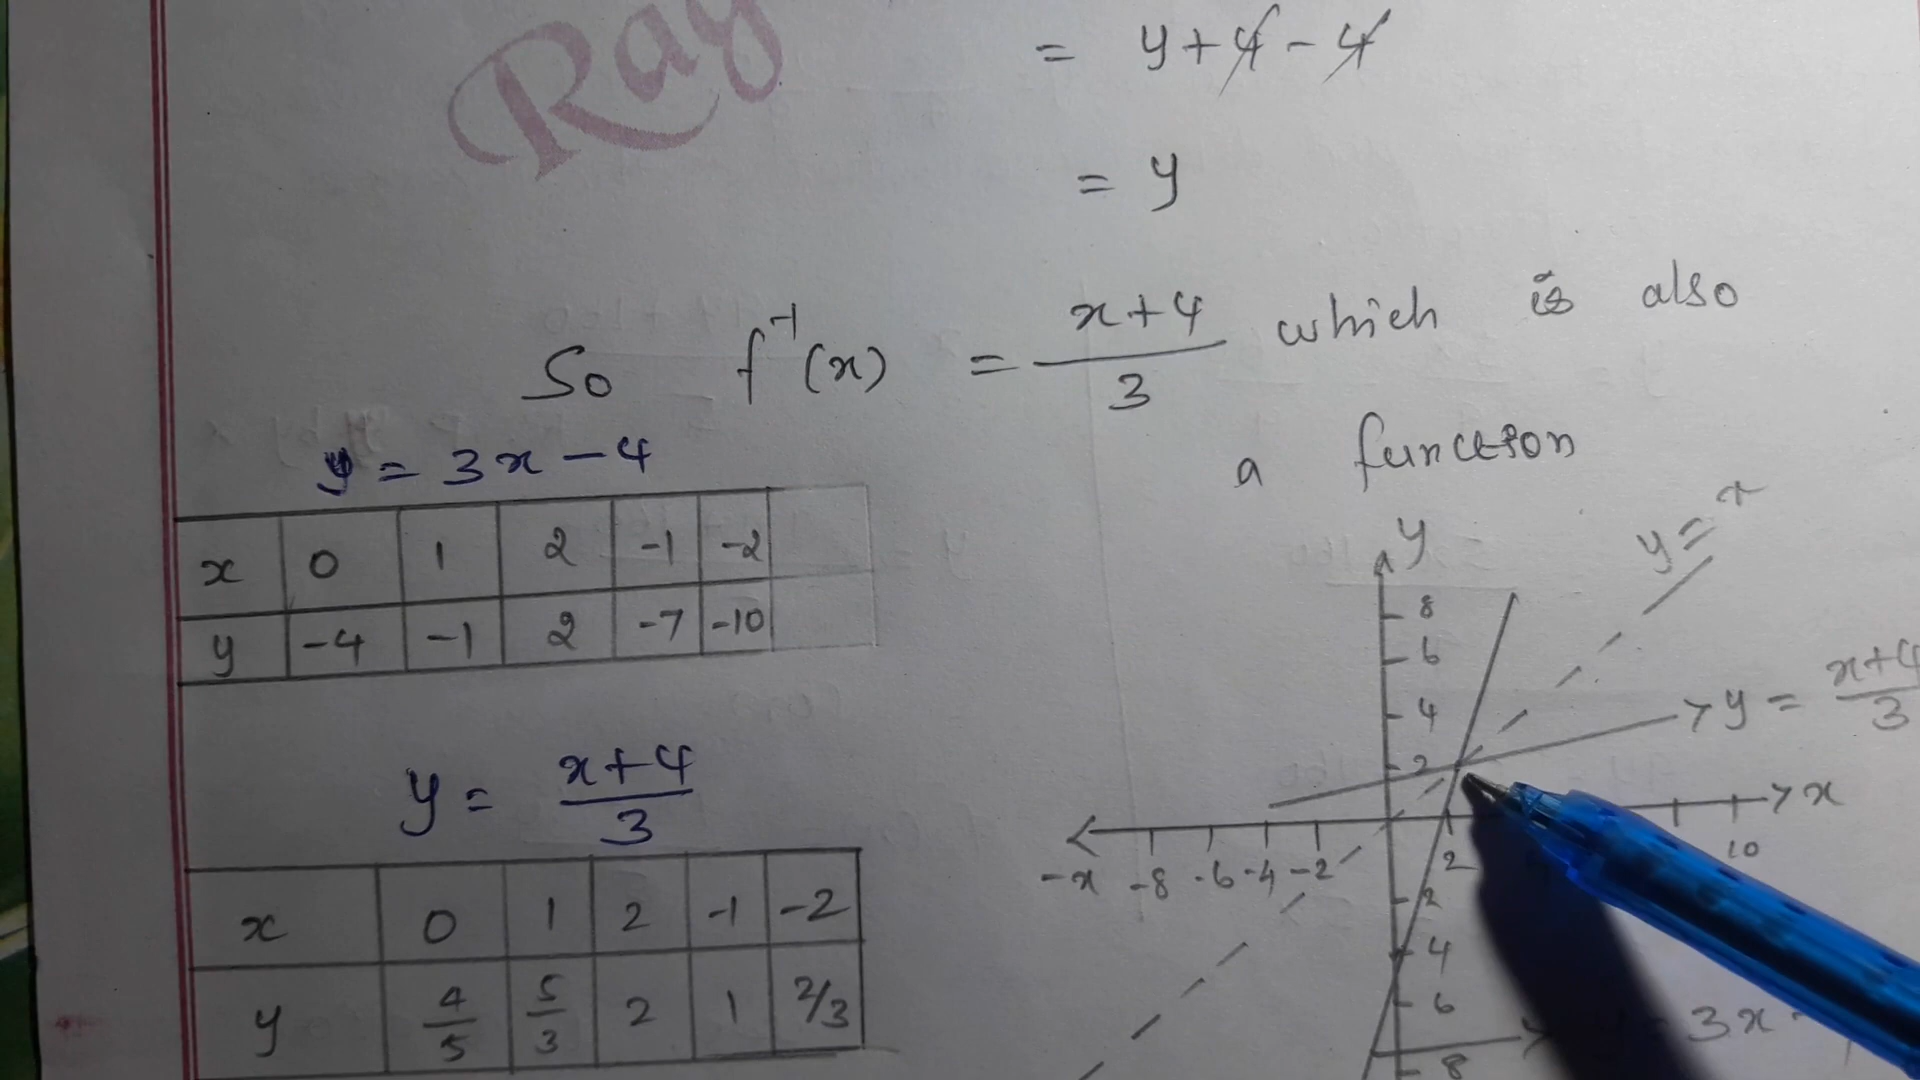 Ray
= y + 4 - 4
= y
So f⁻¹(x) = (x+4)/3 which is also
a function
y = 3x - 4
x 0 1 2 -1 -2
y -4 -1 2 -7 -10
y = (x+4)/3
x 0 1 2 -1 -2
y 4/5 5/3 2 1 2/3
y
y = x
8
6
4
2
y = (x+4)/3
x
-x -8 -6 -4 -2 2 10
2
4
6
8
3x -